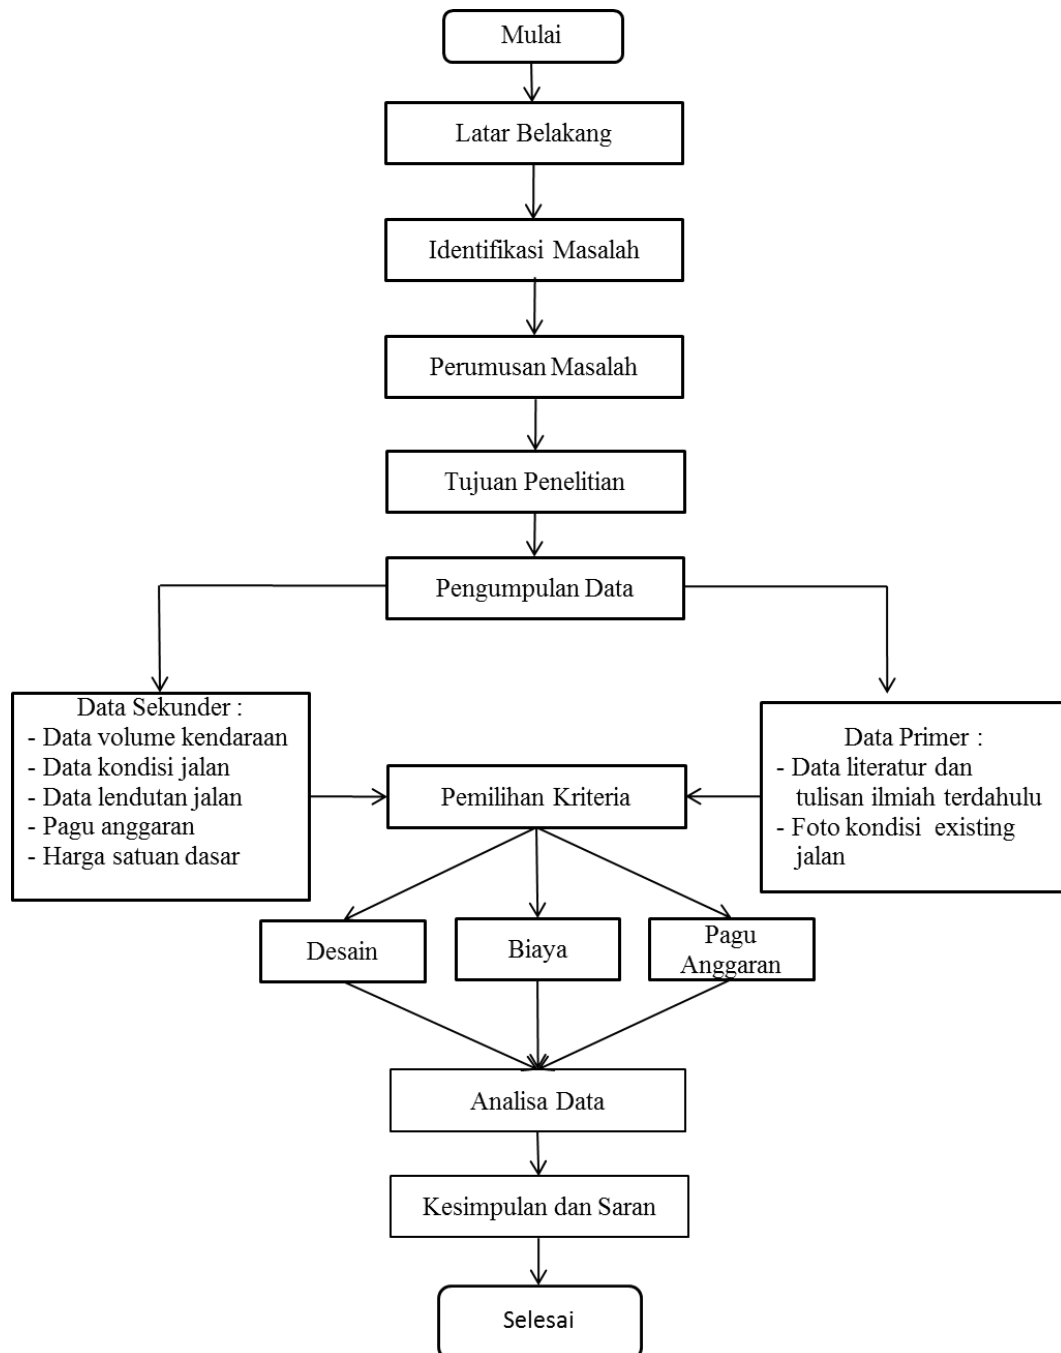 Mulai
Latar Belakang
Identifikasi Masalah
Perumusan Masalah
Tujuan Penelitian
Pengumpulan Data
Data Sekunder :
- Data volume kendaraan
- Data kondisi jalan
- Data lendutan jalan
- Pagu anggaran
- Harga satuan dasar
Pemilihan Kriteria
Data Primer :
- Data literatur dan
tulisan ilmiah terdahulu
- Foto kondisi existing
jalan
Desain
Biaya
Pagu
Anggaran
Analisa Data
Kesimpulan dan Saran
Selesai